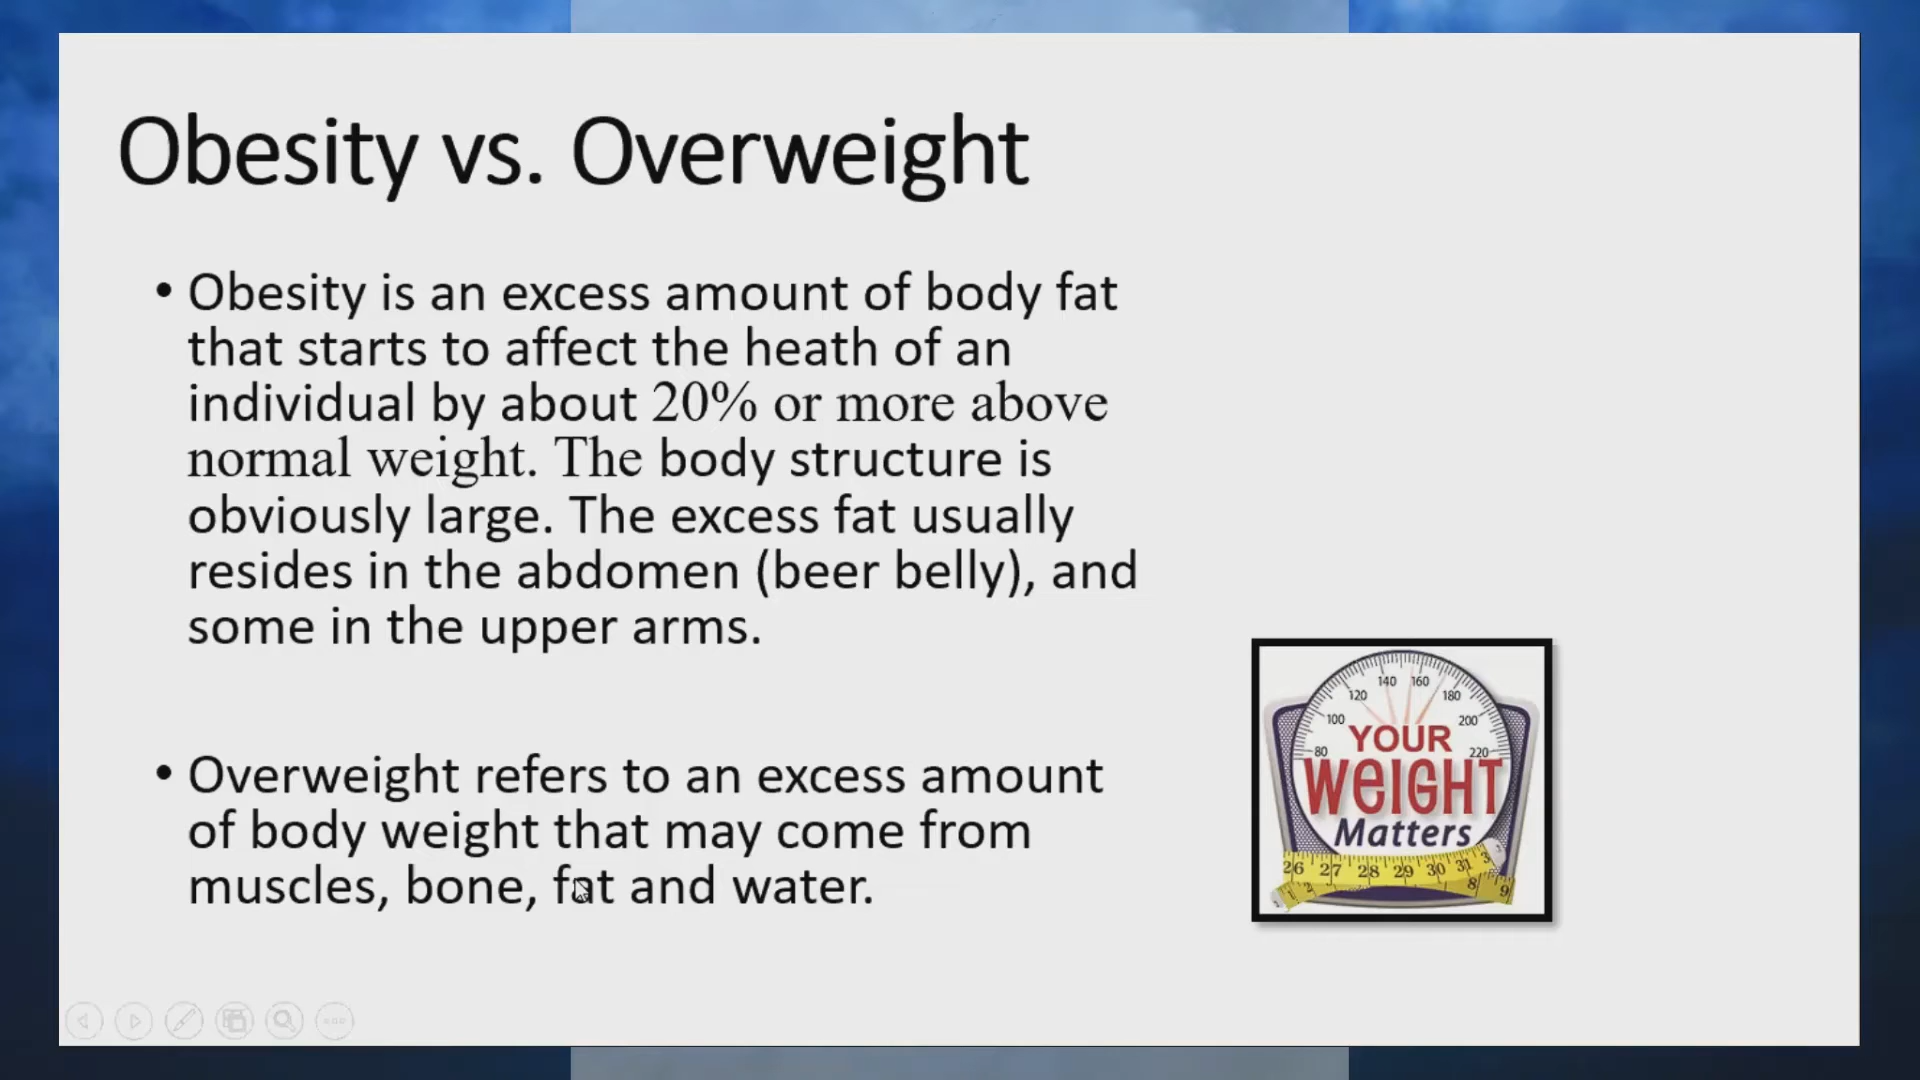 Obesity vs. Overweight
• Obesity is an excess amount of body fat
that starts to affect the heath of an
individual by about 20% or more above
normal weight. The body structure is
obviously large. The excess fat usually
resides in the abdomen (beer belly), and
some in the upper arms.
• Overweight refers to an excess amount
of body weight that may come from
muscles, bone, fat and water.
80 100 120 140 160 180 200 220
YOUR
WEIGHT
Matters
26 27 28 29 30 31 3
8 9